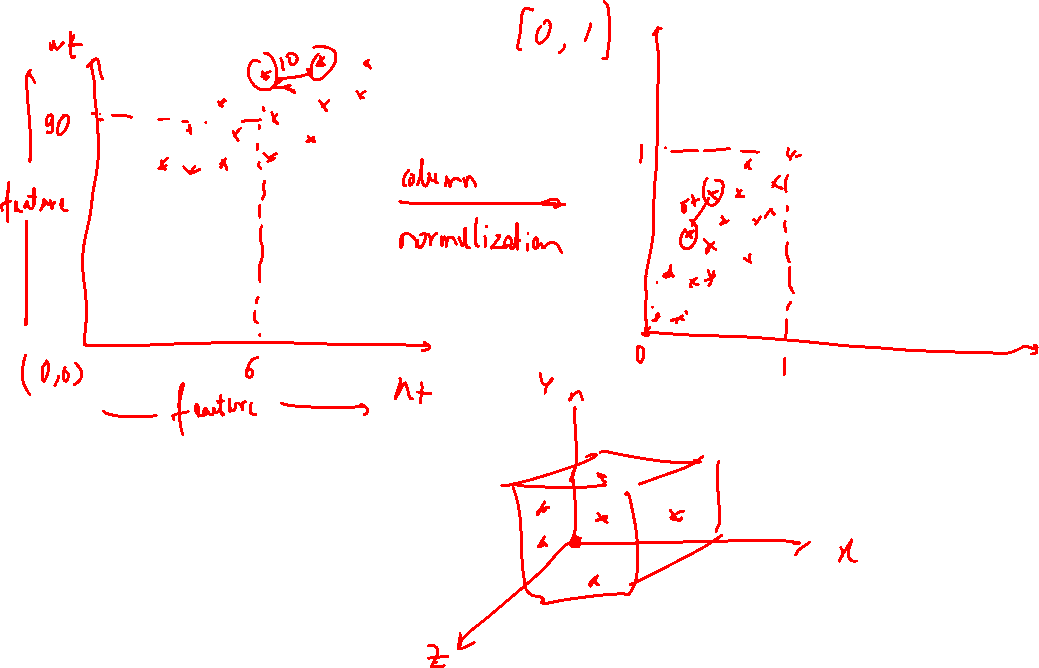 wt
[0, 1]
10
90
feature
column
normalization
1
(0,0)
6
ht
feature
0
1
Y
x
Z